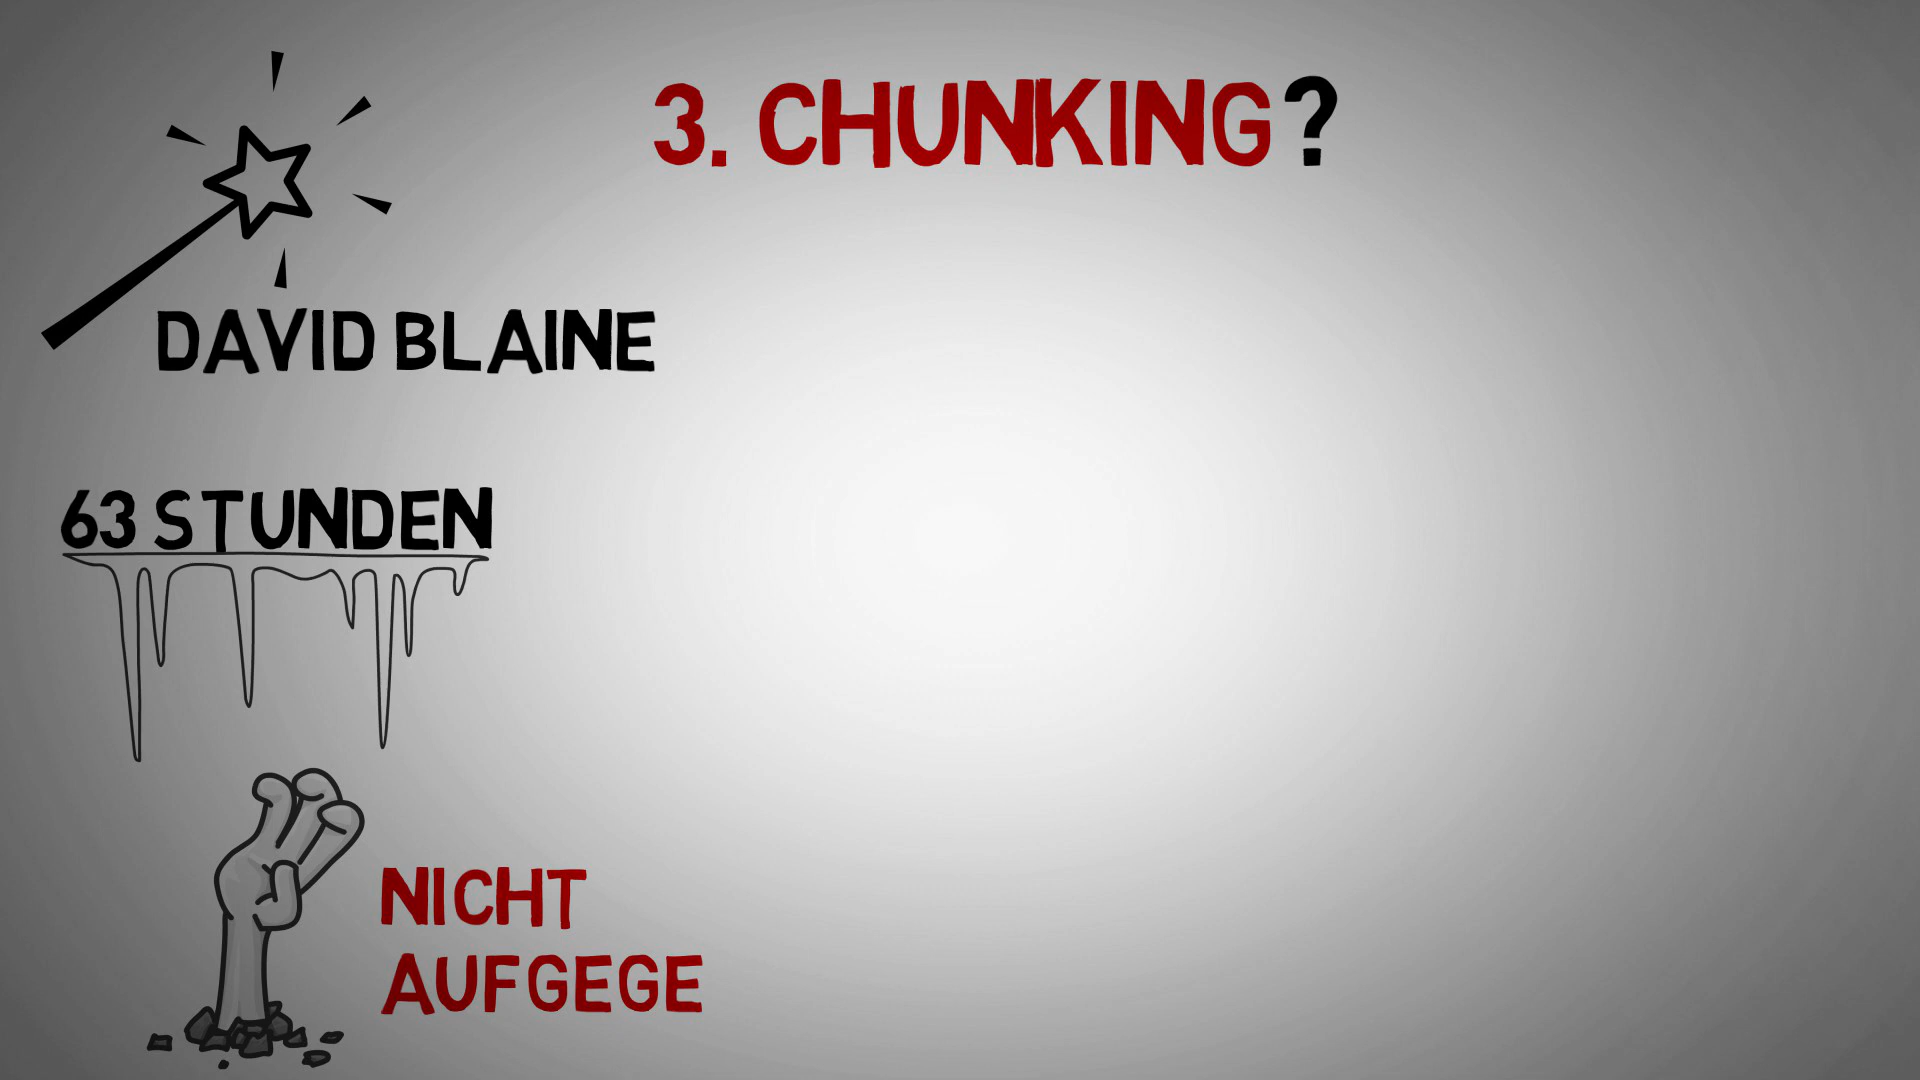 3. CHUNKING?
DAVID BLAINE
63 STUNDEN
NICHT
AUFGEGE